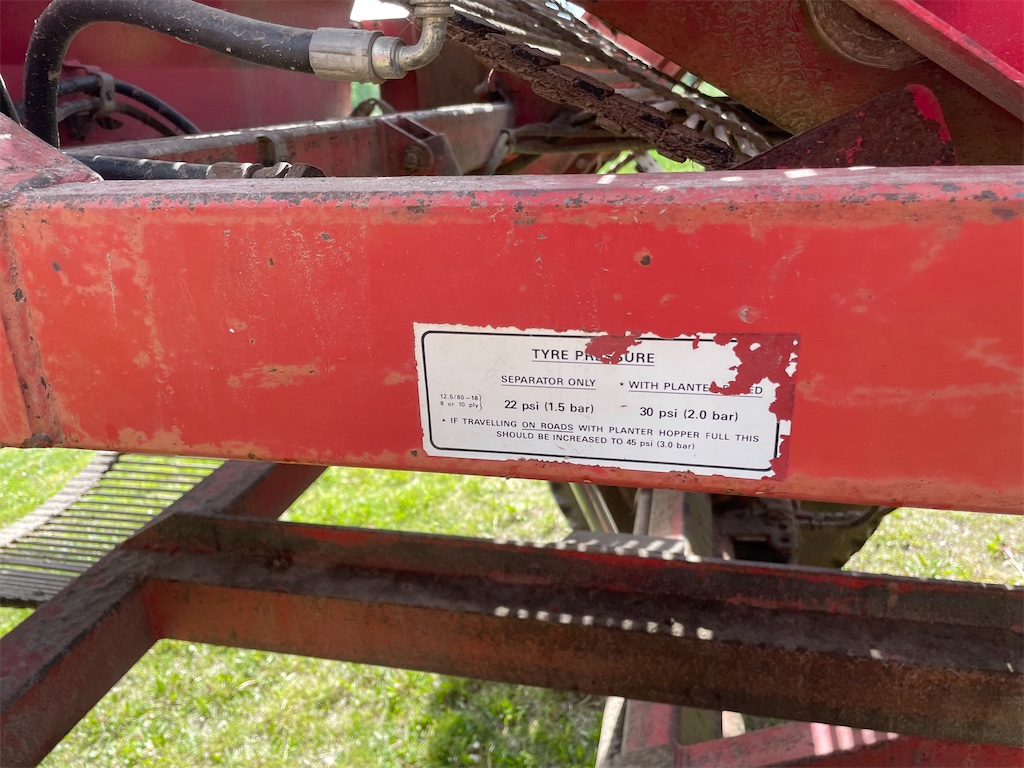 TYRE PRESSURE
SEPARATOR ONLY * WITH PLANTER
12.5/80-18 22 psi (1.5 bar) 30 psi (2.0 bar)
8 or 10 ply
* IF TRAVELLING ON ROADS WITH PLANTER HOPPER FULL THIS
SHOULD BE INCREASED TO 45 psi (3.0 bar)